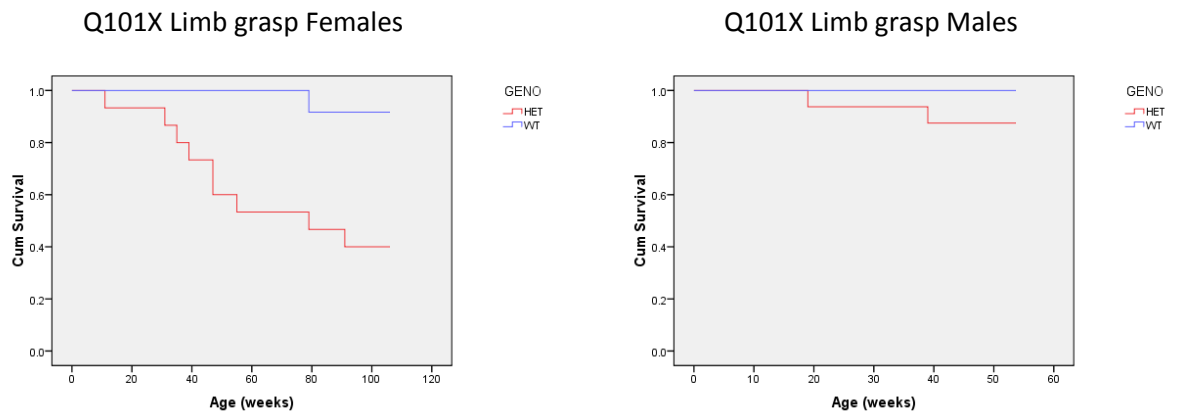 Q101X Limb grasp Females
Q101X Limb grasp Males
1.0
0.8
0.6
0.4
0.2
0.0
Cum Survival
0 20 40 60 80 100 120
Age (weeks)
GENO
HET
WT
1.0
0.8
0.6
0.4
0.2
0.0
Cum Survival
0 10 20 30 40 50 60
Age (weeks)
GENO
HET
WT